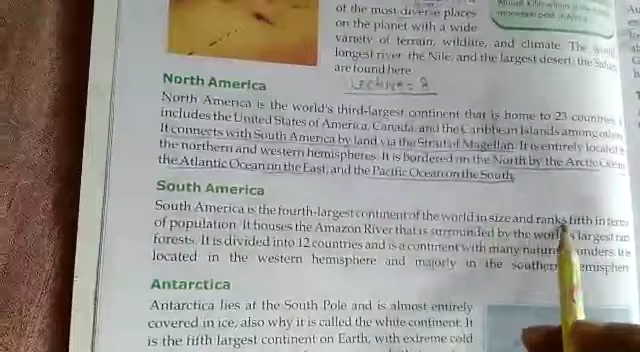 of the most diverse places
on the planet with a wide
variety of terrain, wildlife, and climate. The world
longest river the Nile, and the largest desert, the Sahara
are found here
Lecture = 8
North America
North America is the world's third-largest continent that is home to 23 countries
includes the United States of America, Canada, and the Caribbean Islands among others
It connects with South America by land via the Strait of Magellan. It is entirely located in
the northern and western hemispheres. It is bordered on the North by the Arctic Ocean
the Atlantic Ocean on the East, and the Pacific Ocean on the South.
South America
South America is the fourth-largest continent of the world in size and ranks fifth in terms
of population. It houses the Amazon River that is surrounded by the world's largest rain
forests. It is divided into 12 countries and is a continent with many natural wonders. It is
located in the western hemisphere and majorly in the southern hemisphere
Antarctica
Antarctica lies at the South Pole and is almost entirely
covered in ice, also why it is called the white continent. It
is the fifth largest continent on Earth, with extreme cold